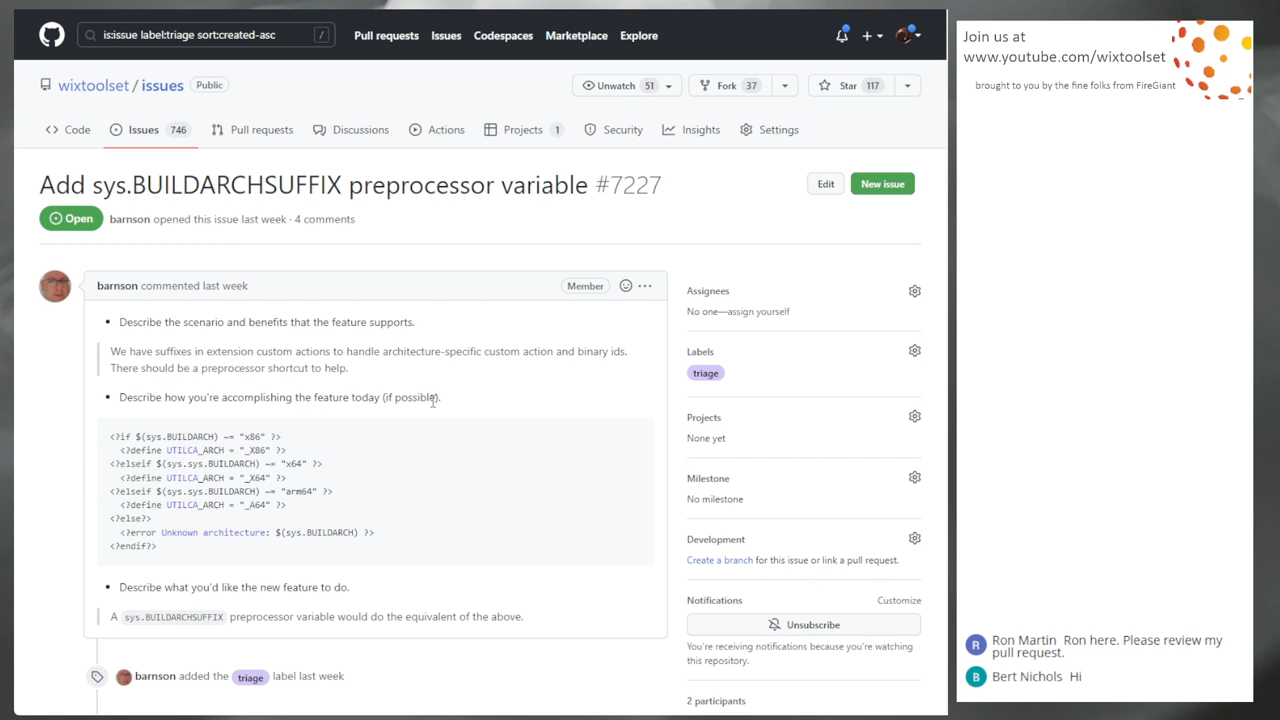 isːissue label:triage sort:created-asc
/
Pull requests
Issues
Codespaces
Marketplace
Explore
wixtoolset / issues
Public
Unwatch 51
Fork 37
Star 117
Code
Issues 746
Pull requests
Discussions
Actions
Projects 1
Security
Insights
Settings
Add sys.BUILDARCHSUFFIX preprocessor variable #7227
Edit
New issue
Open
barnson opened this issue last week · 4 comments
barnson commented last week
Member
• Describe the scenario and benefits that the feature supports.
We have suffixes in extension custom actions to handle architecture-specific custom action and binary ids.
There should be a preprocessor shortcut to help.
• Describe how you're accomplishing the feature today (if possible).
<?if $(sys.BUILDARCH) ~= "x86" ?>
<?define UTILCA_ARCH = "_X86" ?>
<?elseif $(sys.sys.BUILDARCH) ~= "x64" ?>
<?define UTILCA_ARCH = "_X64" ?>
<?elseif $(sys.sys.BUILDARCH) ~= "arm64" ?>
<?define UTILCA_ARCH = "_A64" ?>
<?else?>
<?error Unknown architecture: $(sys.BUILDARCH) ?>
<?endif?>
• Describe what you'd like the new feature to do.
A sys.BUILDARCHSUFFIX preprocessor variable would do the equivalent of the above.
barnson added the triage label last week
Assignees
No one—assign yourself
Labels
triage
Projects
None yet
Milestone
No milestone
Development
Create a branch for this issue or link a pull request.
Notifications
Customize
Unsubscribe
You're receiving notifications because you're watching
this repository.
2 participants
Join us at
www.youtube.com/wixtoolset
brought to you by the fine folks from FireGiant
R
Ron Martin Ron here. Please review my
pull request.
B
Bert Nichols Hi